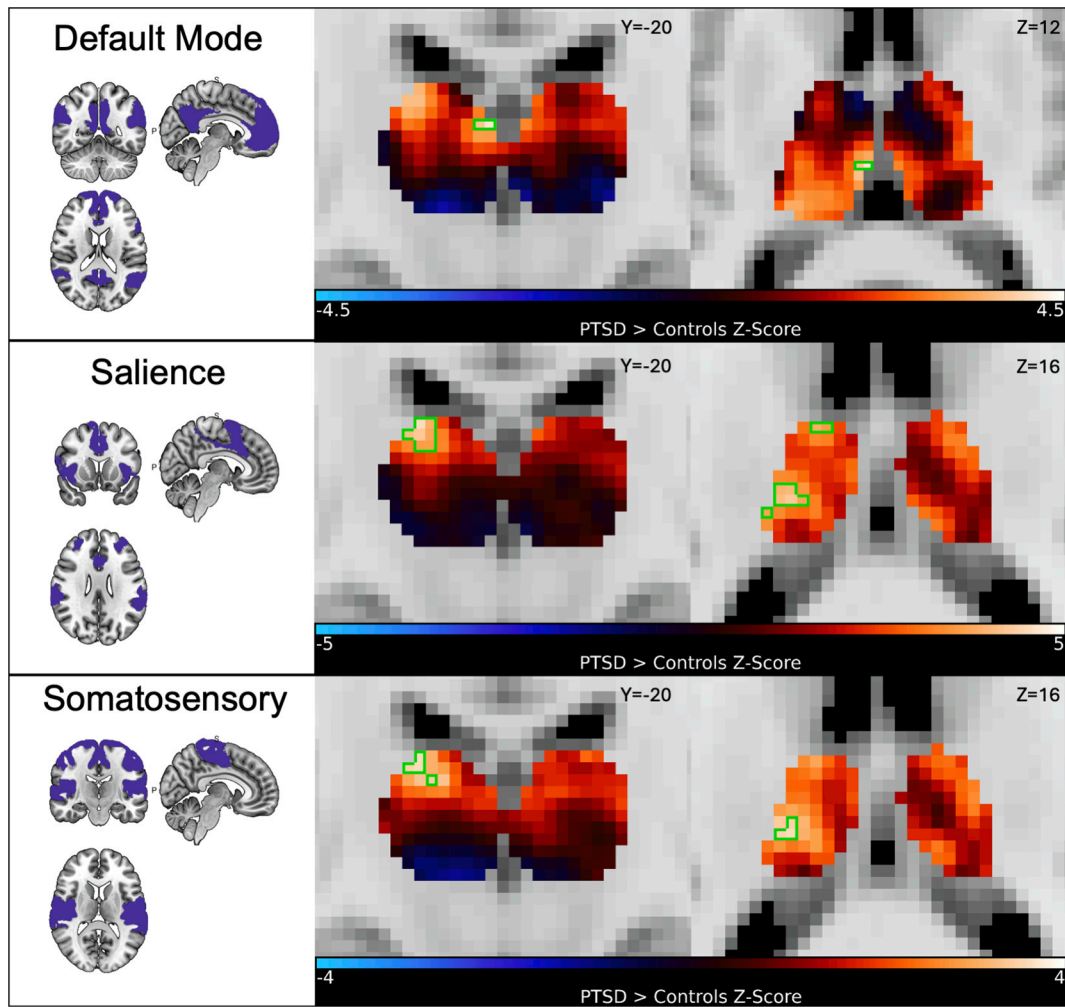 Default Mode
S
P
Y=-20
Z=12
-4.5
4.5
PTSD > Controls Z-Score
Salience
S
P
Y=-20
Z=16
-5
5
PTSD > Controls Z-Score
Somatosensory
P
Y=-20
Z=16
-4
4
PTSD > Controls Z-Score